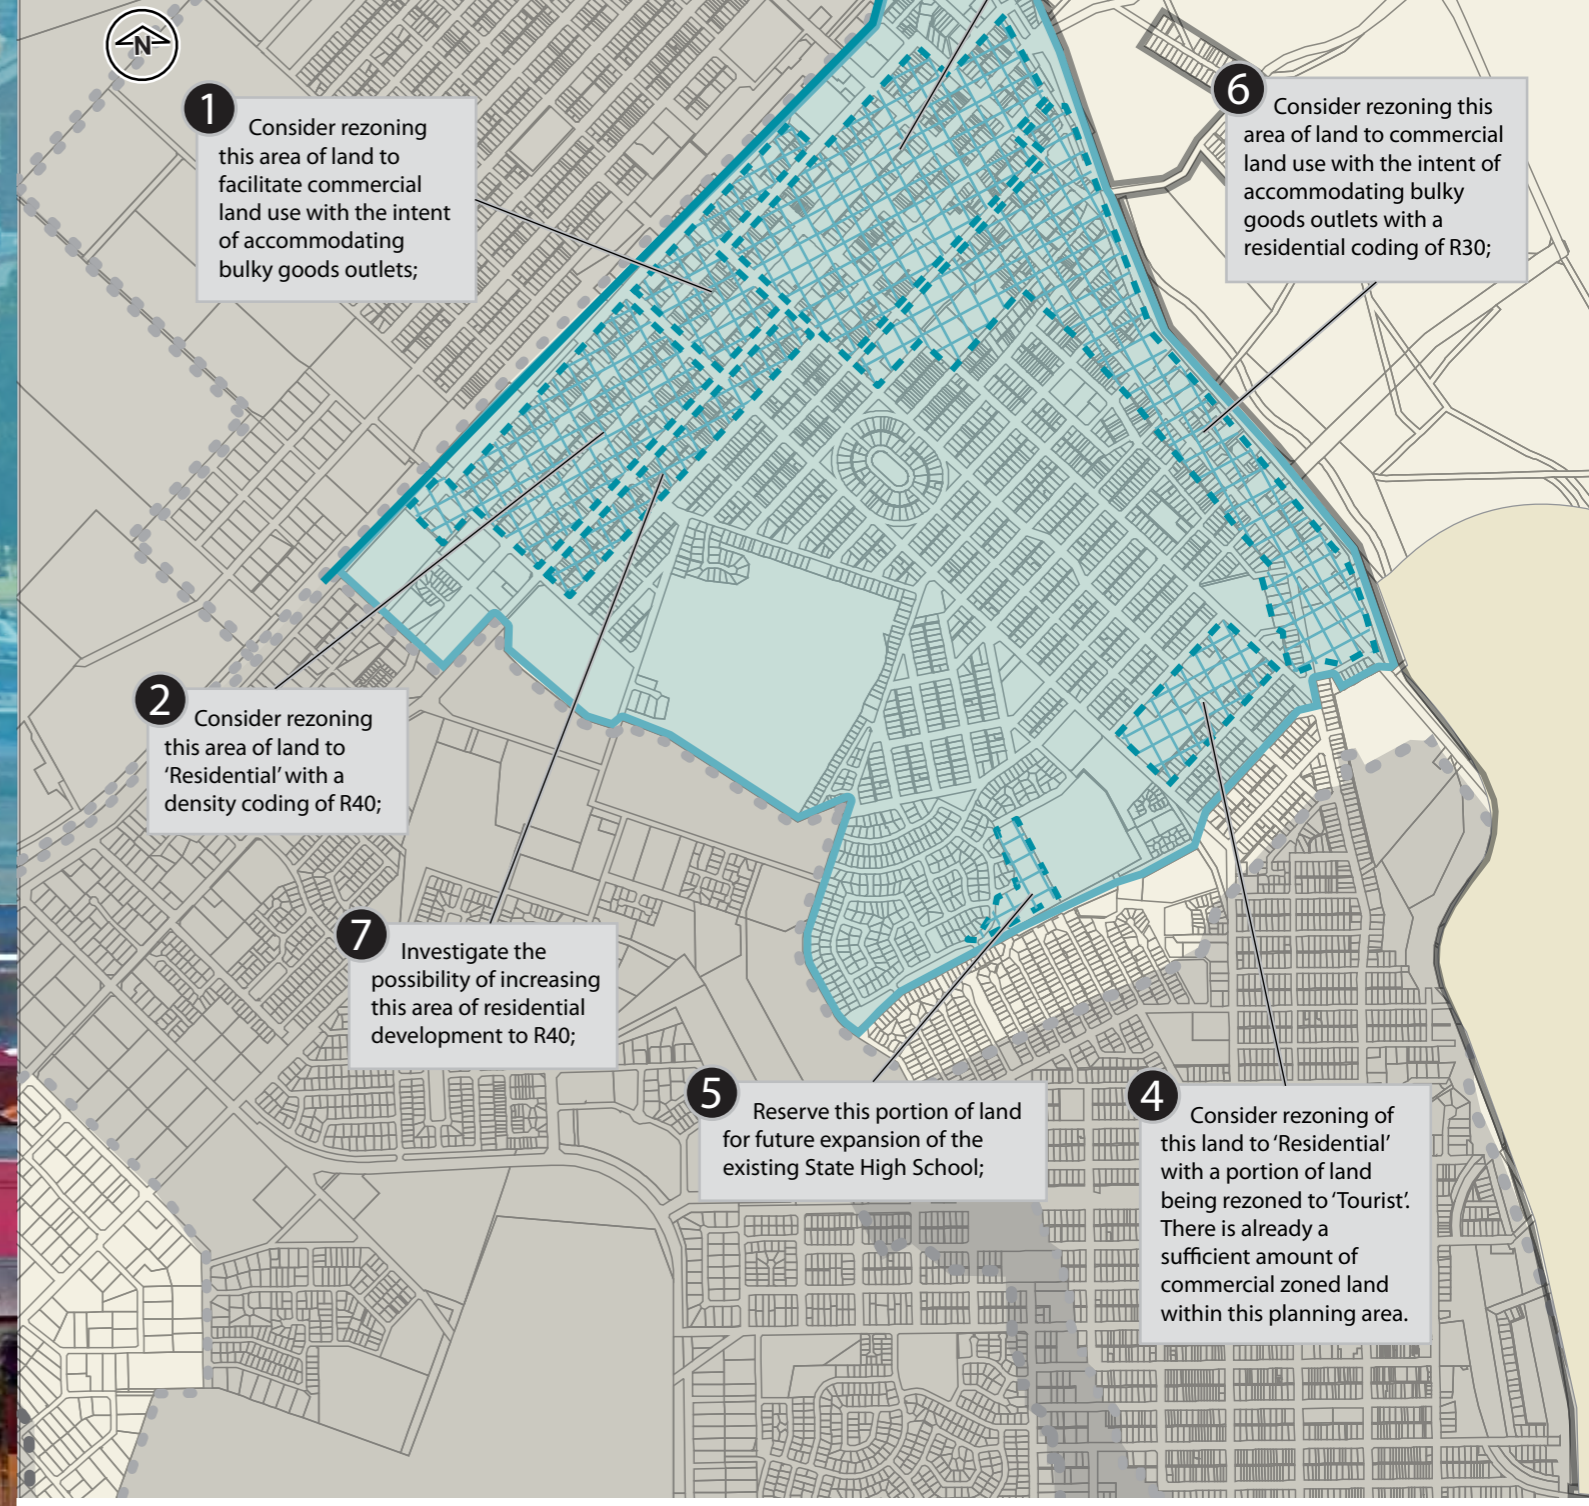 N
1
Consider rezoning
this area of land to
facilitate commercial
land use with the intent
of accommodating
bulky goods outlets;
6
Consider rezoning this
area of land to commercial
land use with the intent of
accommodating bulky
goods outlets with a
residential coding of R30;
2
Consider rezoning
this area of land to
‘Residential’ with a
density coding of R40;
7
Investigate the
possibility of increasing
this area of residential
development to R40;
5
Reserve this portion of land
for future expansion of the
existing State High School;
4
Consider rezoning of
this land to ‘Residential’
with a portion of land
being rezoned to ‘Tourist’.
There is already a
sufficient amount of
commercial zoned land
within this planning area.